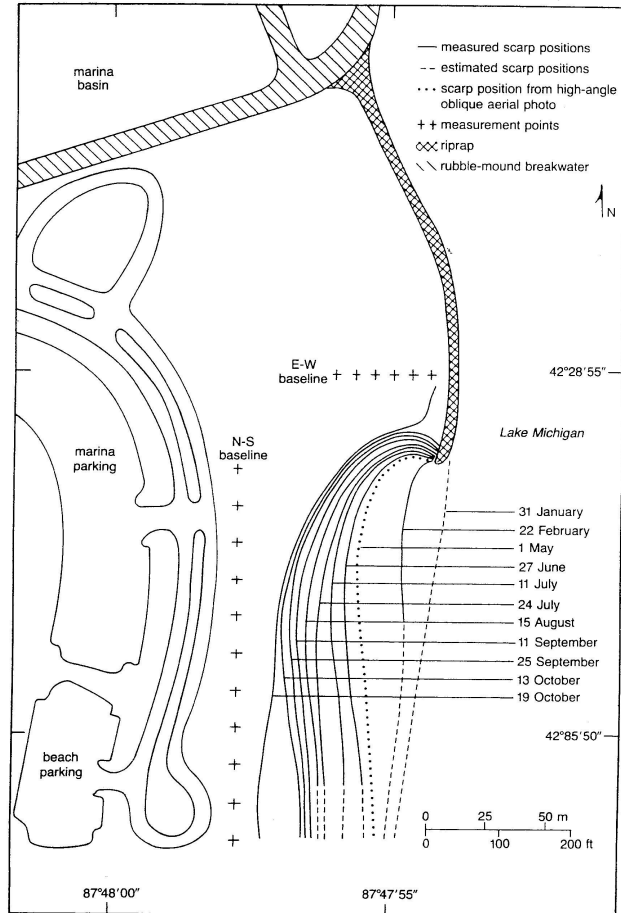 marina
basin
— measured scarp positions
--- estimated scarp positions
•••• scarp position from high-angle
oblique aerial photo
++ measurement points
riprap
rubble-mound breakwater
N
E-W
baseline
42°28'55"
Lake Michigan
N-S
baseline
marina
parking
31 January
22 February
1 May
27 June
11 July
24 July
15 August
11 September
25 September
13 October
19 October
42°85'50"
beach
parking
0 25 50 m
0 100 200 ft
87°48'00"
87°47'55"